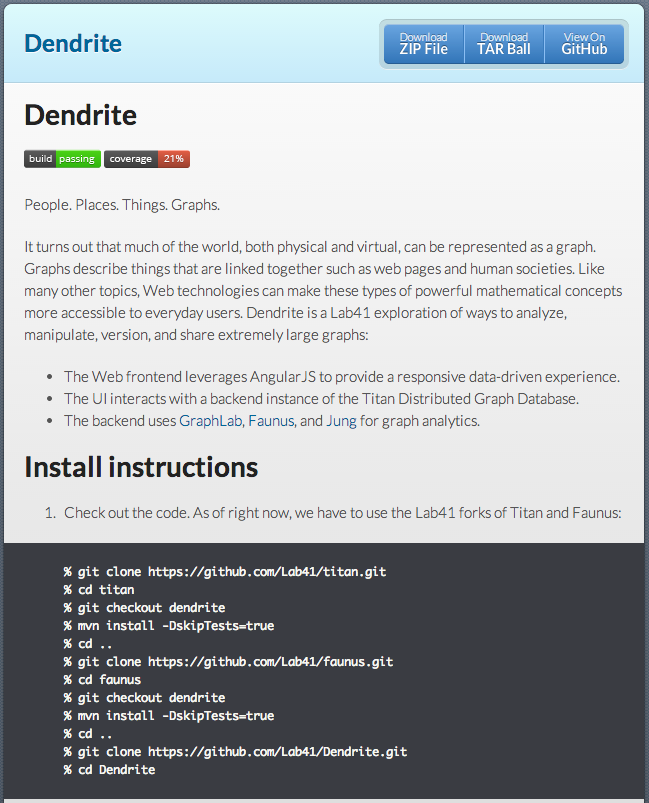 Dendrite
Download
ZIP File
Download
TAR Ball
View On
GitHub
Dendrite
build passing coverage 21%
People. Places. Things. Graphs.
It turns out that much of the world, both physical and virtual, can be represented as a graph.
Graphs describe things that are linked together such as web pages and human societies. Like
many other topics, Web technologies can make these types of powerful mathematical concepts
more accessible to everyday users. Dendrite is a Lab41 exploration of ways to analyze,
manipulate, version, and share extremely large graphs:
• The Web frontend leverages AngularJS to provide a responsive data-driven experience.
• The UI interacts with a backend instance of the Titan Distributed Graph Database.
• The backend uses GraphLab, Faunus, and Jung for graph analytics.
Install instructions
1. Check out the code. As of right now, we have to use the Lab41 forks of Titan and Faunus:
% git clone https://github.com/Lab41/titan.git
% cd titan
% git checkout dendrite
% mvn install -DskipTests=true
% cd ..
% git clone https://github.com/Lab41/faunus.git
% cd faunus
% git checkout dendrite
% mvn install -DskipTests=true
% cd ..
% git clone https://github.com/Lab41/Dendrite.git
% cd Dendrite